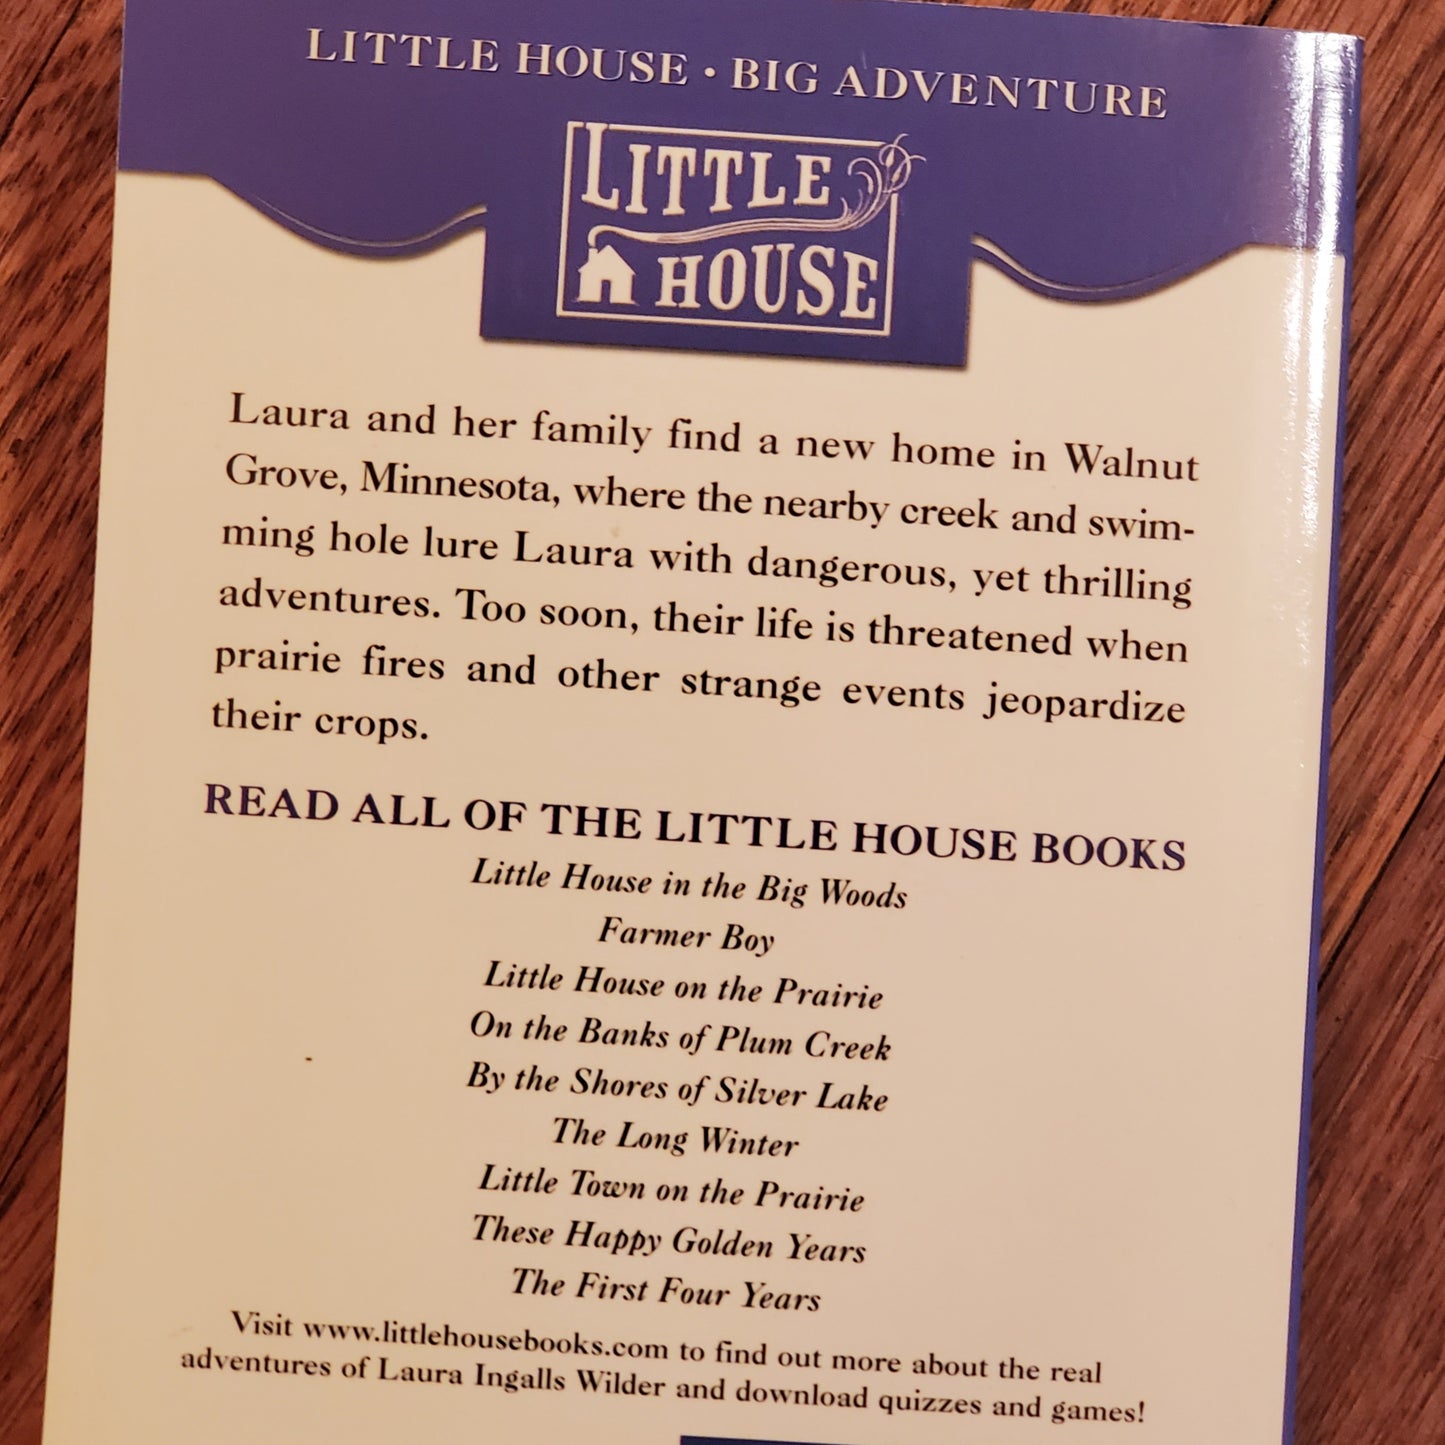 LITTLE HOUSE • BIG ADVENTURE
LITTLE
HOUSE
Laura and her family find a new home in Walnut
Grove, Minnesota, where the nearby creek and swim-
ming hole lure Laura with dangerous, yet thrilling
adventures. Too soon, their life is threatened when
prairie fires and other strange events jeopardize
their crops.
READ ALL OF THE LITTLE HOUSE BOOKS
Little House in the Big Woods
Farmer Boy
Little House on the Prairie
On the Banks of Plum Creek
By the Shores of Silver Lake
The Long Winter
Little Town on the Prairie
These Happy Golden Years
The First Four Years
Visit www.littlehousebooks.com to find out more about the real
adventures of Laura Ingalls Wilder and download quizzes and games!